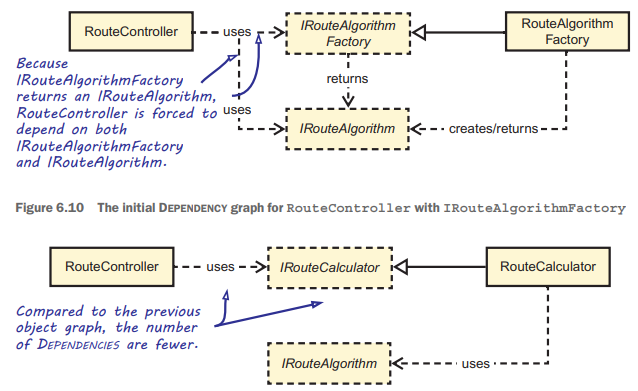 RouteController
uses
IRouteAlgorithm
Factory
RouteAlgorithm
Factory
Because
IRouteAlgorithmFactory
returns an IRouteAlgorithm,
RouteController is forced to
depend on both
IRouteAlgorithmFactory
and IRouteAlgorithm.
returns
uses
IRouteAlgorithm
creates/returns
Figure 6.10 The initial DEPENDENCY graph for RouteController with IRouteAlgorithmFactory
RouteController
uses
IRouteCalculator
RouteCalculator
Compared to the previous
object graph, the number
of DEPENDENCIES are fewer.
IRouteAlgorithm
uses